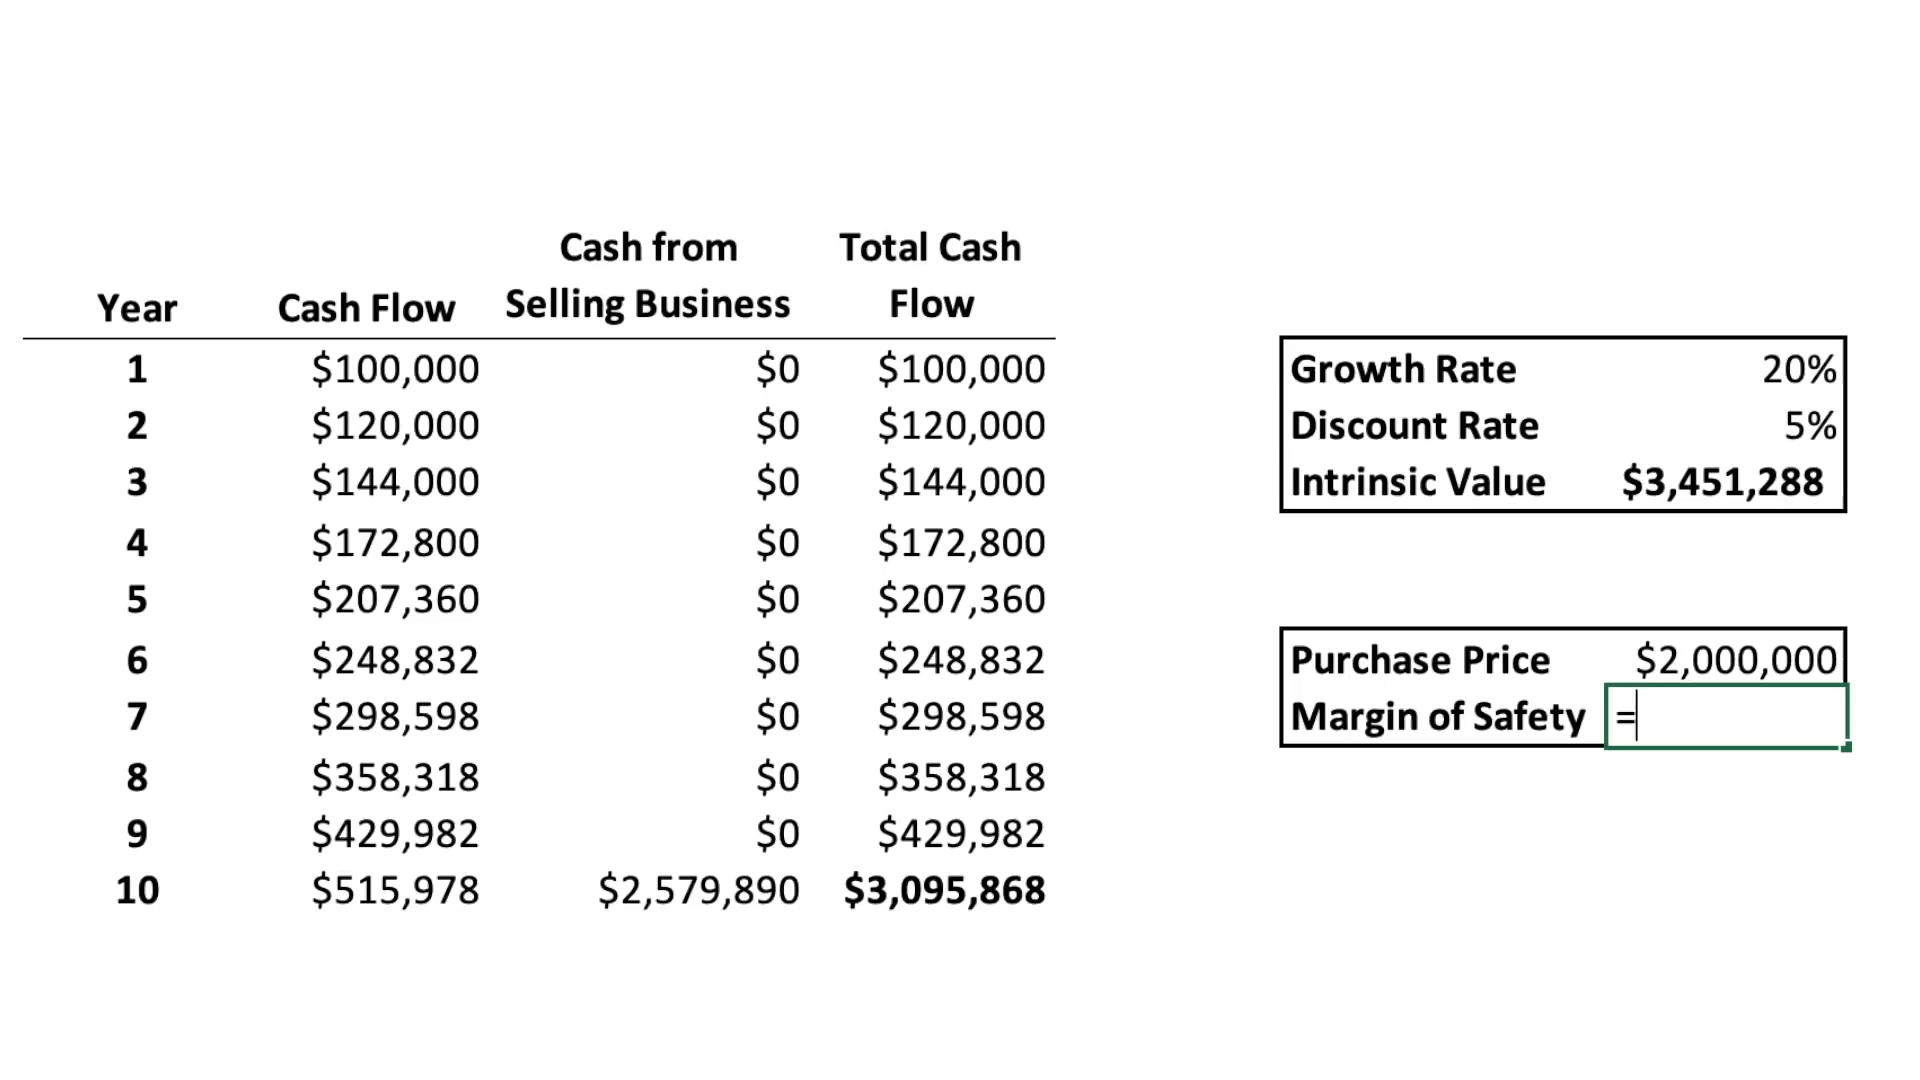 Cash from Total Cash
Year Cash Flow Selling Business Flow
1 $100,000 $0 $100,000 Growth Rate 20%
2 $120,000 $0 $120,000 Discount Rate 5%
3 $144,000 $0 $144,000 Intrinsic Value $3,451,288
4 $172,800 $0 $172,800
5 $207,360 $0 $207,360
6 $248,832 $0 $248,832 Purchase Price $2,000,000
7 $298,598 $0 $298,598 Margin of Safety =
8 $358,318 $0 $358,318
9 $429,982 $0 $429,982
10 $515,978 $2,579,890 $3,095,868